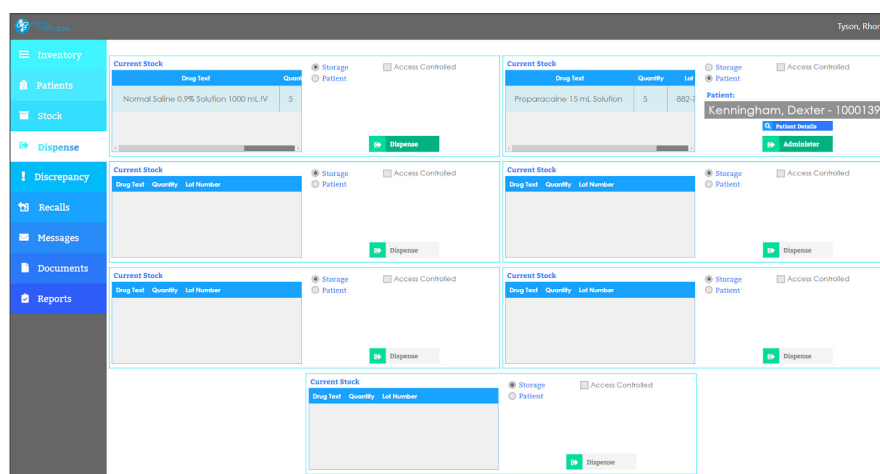 Tyson, Rhon
Inventory
Patients
Stock
Dispense
Discrepancy
Recalls
Messages
Documents
Reports
Current Stock
Drug Text Quant
Normal Saline 0.9% Solution 1000 mL IV 5
Storage
Patient
Access Controlled
Dispense
Current Stock
Drug Text Quantity Lot
Proparacaine 15 mL Solution 5 882-7
Storage
Patient
Access Controlled
Patient:
Kenningham, Dexter - 1000139
Patient Details
Administer
Current Stock
Drug Text Quantity Lot Number
Storage
Patient
Access Controlled
Dispense
Current Stock
Drug Text Quantity Lot Number
Storage
Patient
Access Controlled
Dispense
Current Stock
Drug Text Quantity Lot Number
Storage
Patient
Access Controlled
Dispense
Current Stock
Drug Text Quantity Lot Number
Storage
Patient
Access Controlled
Dispense
Current Stock
Drug Text Quantity Lot Number
Storage
Patient
Access Controlled
Dispense